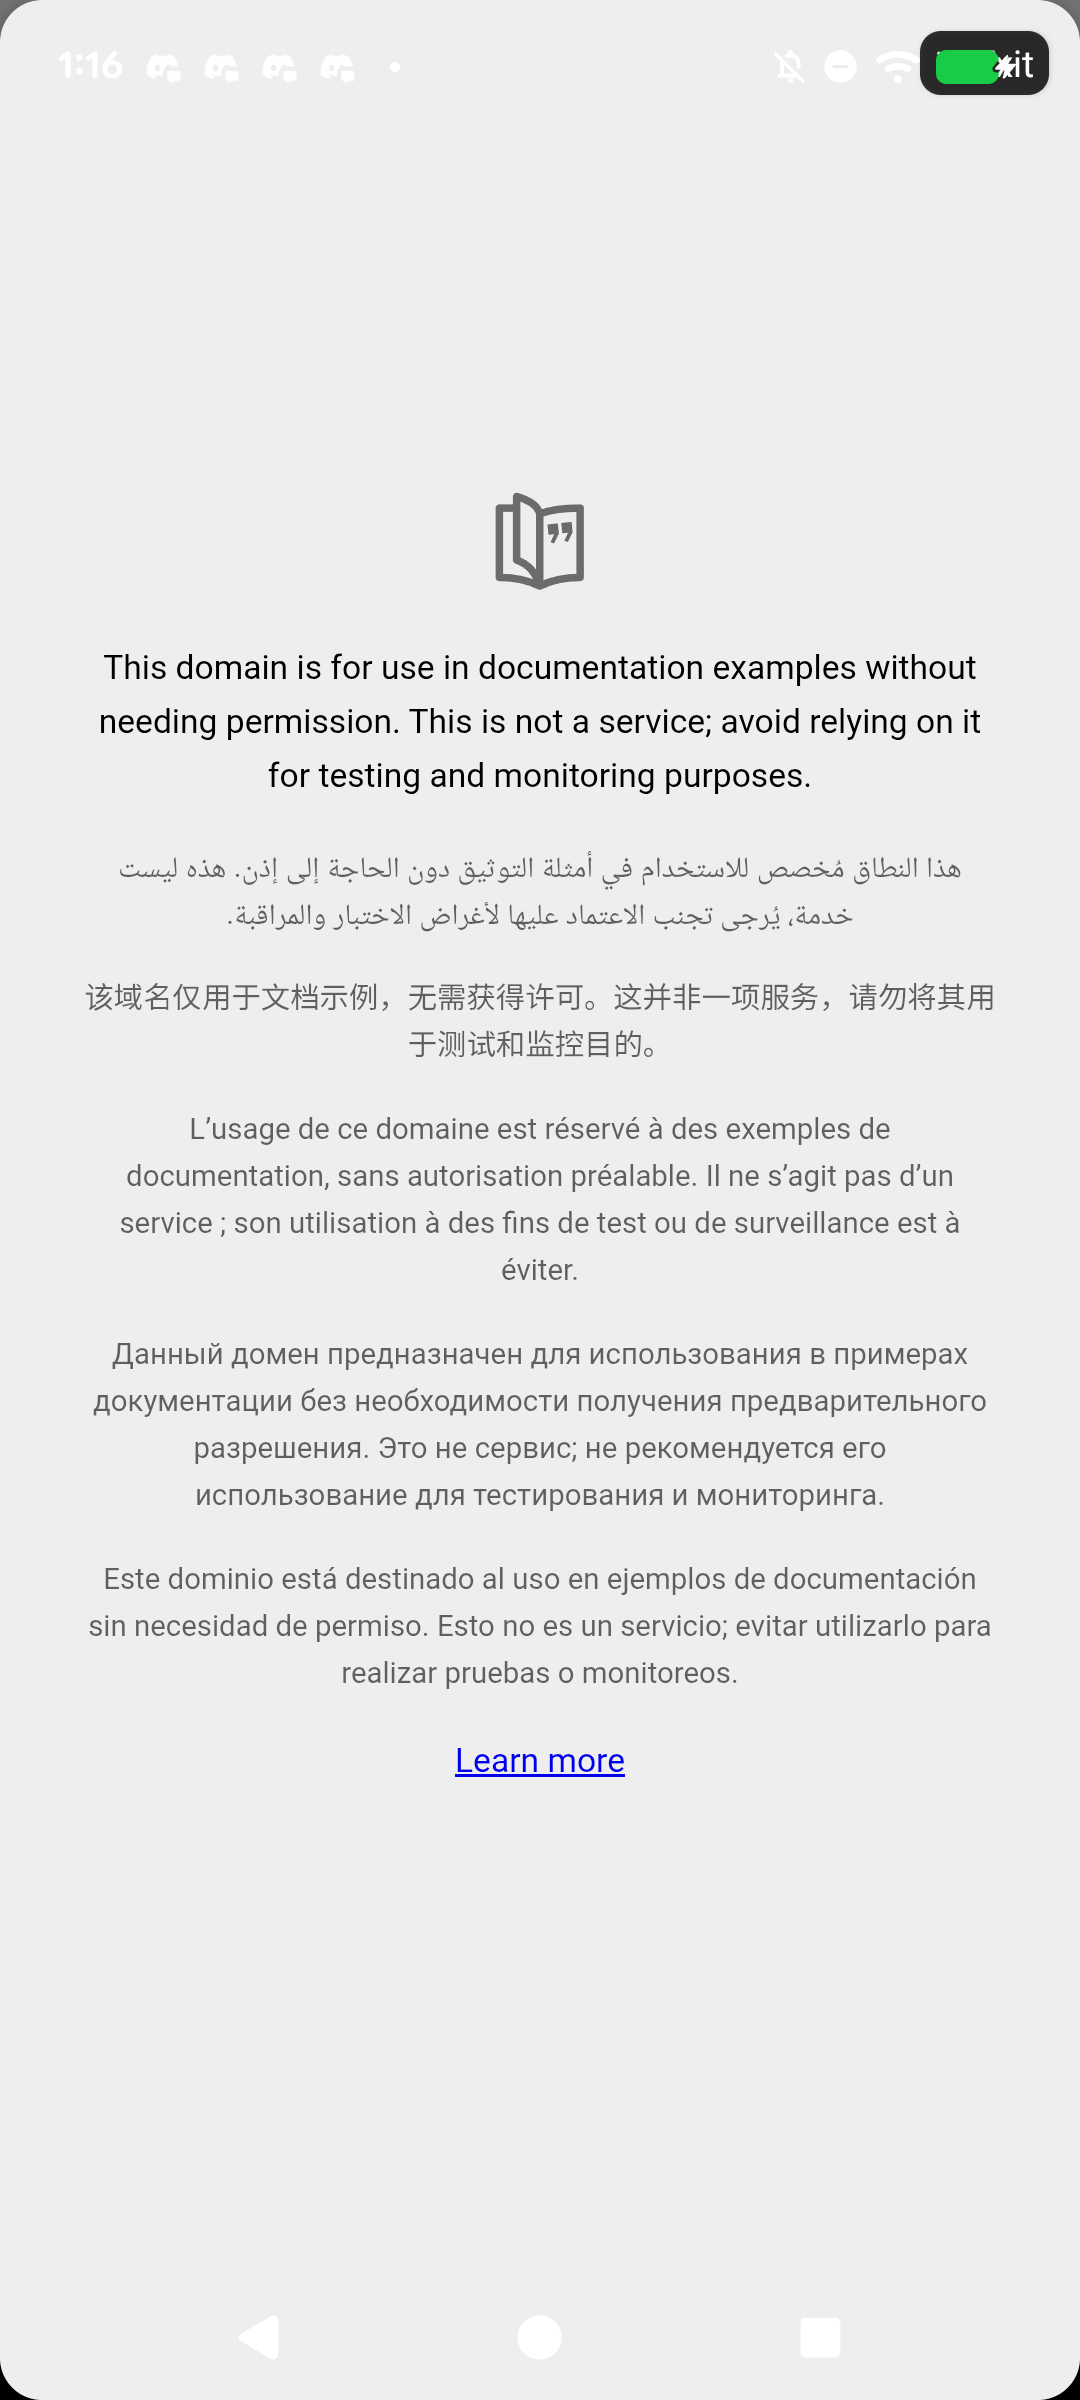 1:16
This domain is for use in documentation examples without
needing permission. This is not a service; avoid relying on it
for testing and monitoring purposes.
هذا النطاق مُخصص للاستخدام في أمثلة التوثيق دون الحاجة إلى إذن. هذه ليست
خدمة، يُرجى تجنب الاعتماد عليها لأغراض الاختبار والمراقبة.
该域名仅用于文档示例，无需获得许可。这并非一项服务，请勿将其用
于测试和监控目的。
L’usage de ce domaine est réservé à des exemples de
documentation, sans autorisation préalable. Il ne s’agit pas d’un
service ; son utilisation à des fins de test ou de surveillance est à
éviter.
Данный домен предназначен для использования в примерах
документации без необходимости получения предварительного
разрешения. Это не сервис; не рекомендуется его
использование для тестирования и мониторинга.
Este dominio está destinado al uso en ejemplos de documentación
sin necesidad de permiso. Esto no es un servicio; evitar utilizarlo para
realizar pruebas o monitoreos.
Learn more